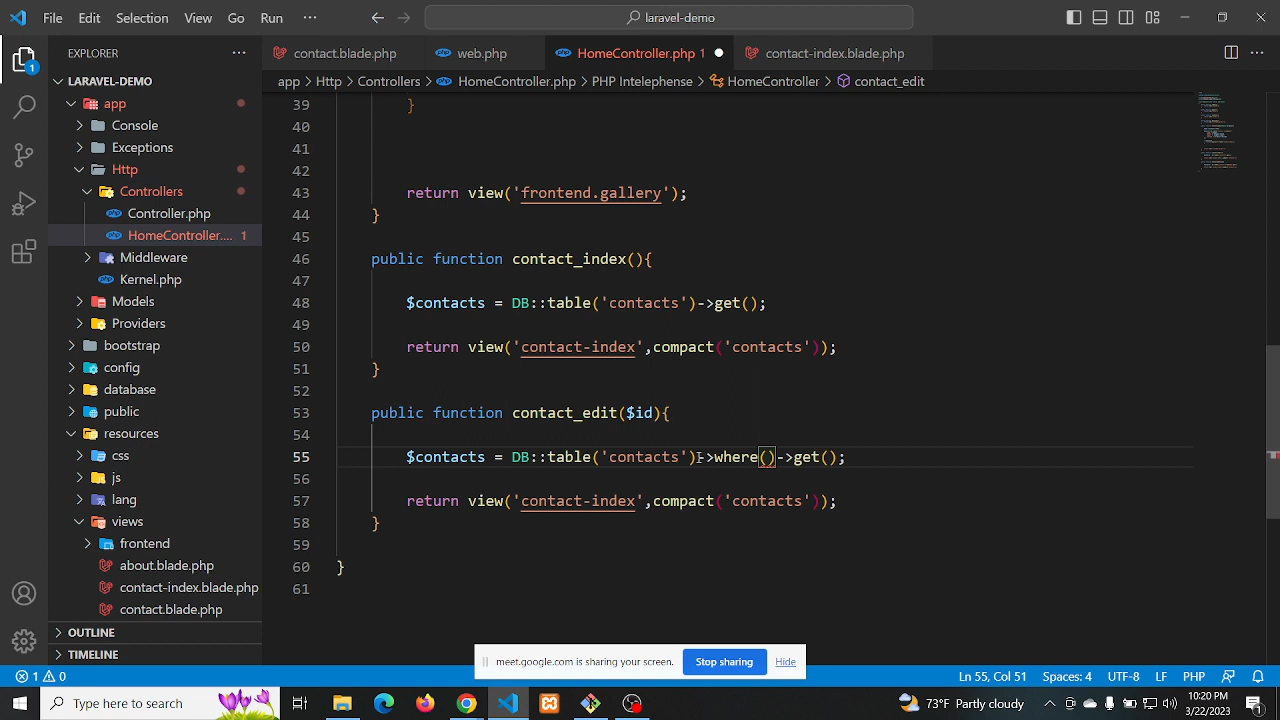 File Edit Selection View Go Run ··· laravel-demo
EXPLORER ···
contact.blade.php web.php HomeController.php 1 contact-index.blade.php
LARAVEL-DEMO
app > Http > Controllers > HomeController.php > PHP Intelephense > HomeController > contact_edit
app
Console
Exceptions
Http
Controllers
Controller.php
HomeController.... 1
Middleware
Kernel.php
Models
Providers
bootstrap
config
database
public
resources
css
js
lang
views
frontend
about.blade.php
contact-index.blade.php
contact.blade.php
OUTLINE
TIMELINE
1
39 }
40
41
42
43 return view('frontend.gallery');
44 }
45
46 public function contact_index(){
47
48 $contacts = DB::table('contacts')->get();
49
50 return view('contact-index',compact('contacts'));
51 }
52
53 public function contact_edit($id){
54
55 $contacts = DB::table('contacts')->where()->get();
56
57 return view('contact-index',compact('contacts'));
58 }
59
60 }
61
meet.google.com is sharing your screen. Stop sharing Hide
1 0 Ln 55, Col 51 Spaces: 4 UTF-8 LF PHP
Type here to search 73°F Partly cloudy 10:20 PM
3/22/2023